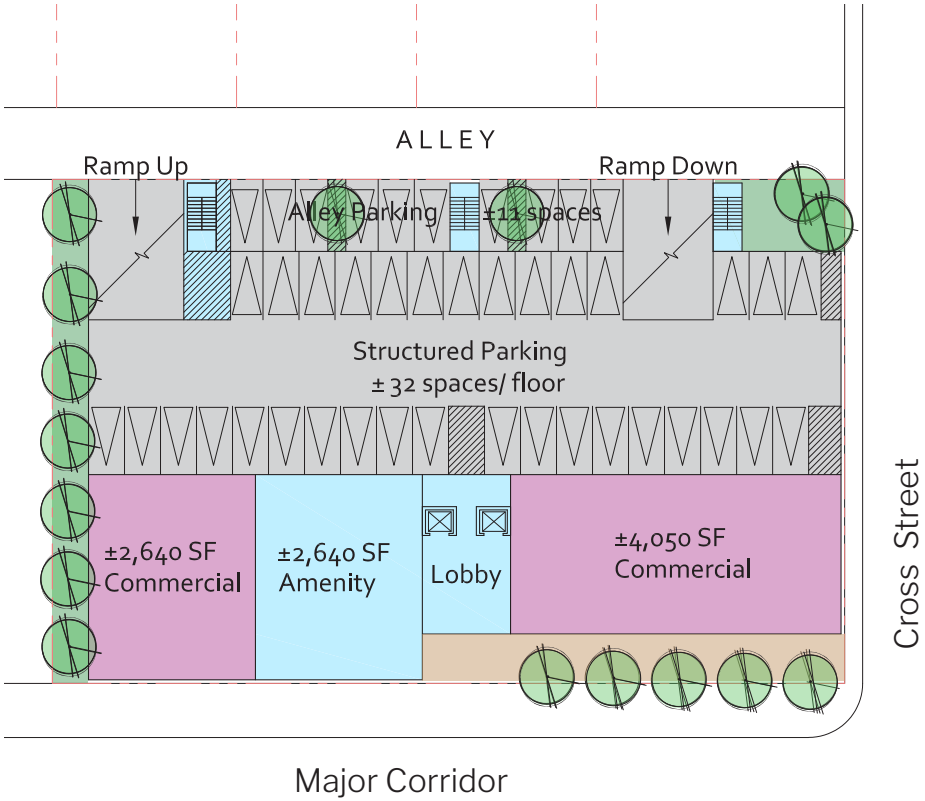 ALLEY
Ramp Up
Ramp Down
Alley Parking ±11 spaces
Structured Parking
± 32 spaces/ floor
±2,640 SF
Commercial
±2,640 SF
Amenity
Lobby
±4,050 SF
Commercial
Cross Street
Major Corridor